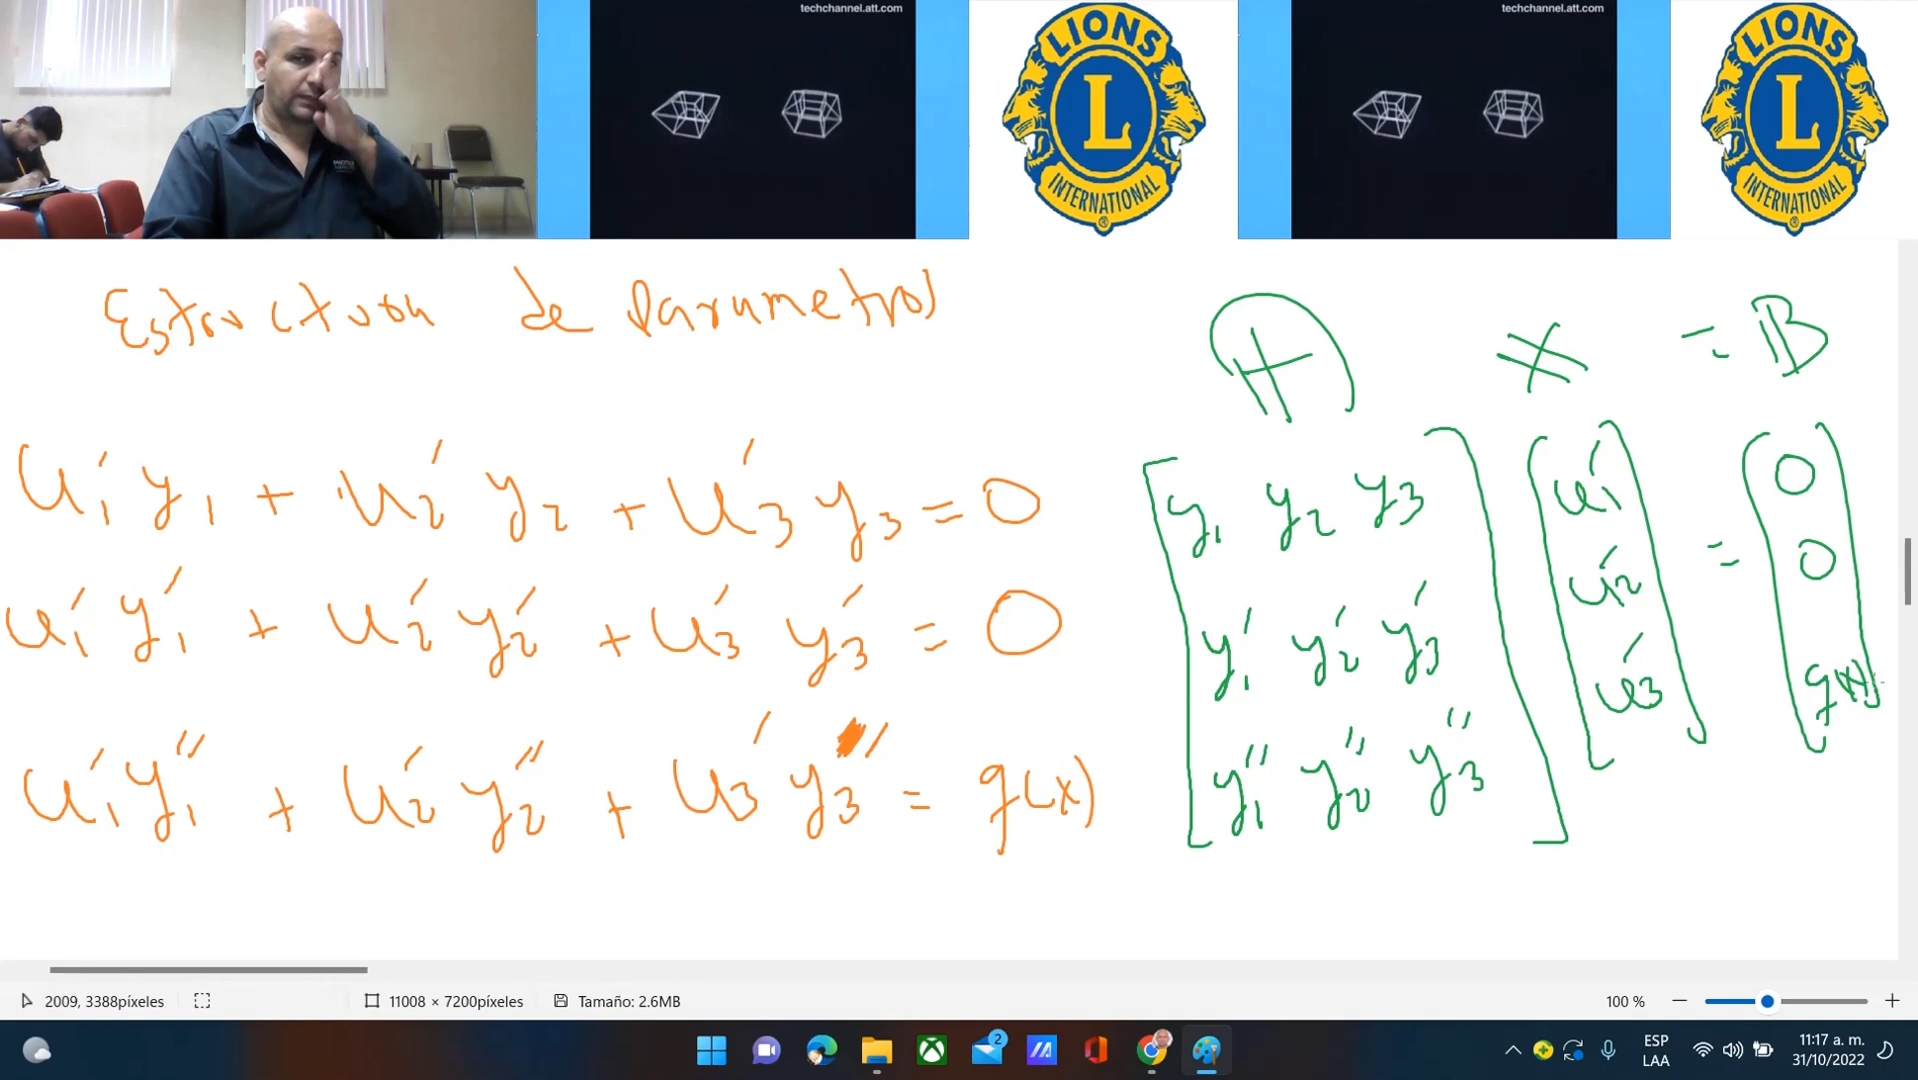 techchannel.att.com
techchannel.att.com
LIONS
L
INTERNATIONAL
®
LIONS
L
INTERNATIONAL
®
Estructura de Parametros
A X = B
u₁'y₁ + u₂'y₂ + u₃'y₃ = 0
u₁'y₁' + u₂'y₂' + u₃'y₃' = 0
u₁'y₁'' + u₂'y₂'' + u₃'y₃'' = g(x)
y₁ y₂ y₃ u₁' 0
y₁' y₂' y₃' u₂' = 0
y₁'' y₂'' y₃'' u₃' g(x)
2009, 3388píxeles 11008 × 7200píxeles Tamaño: 2.6MB 100 %
2
ESP
LAA
11:17 a. m.
31/10/2022